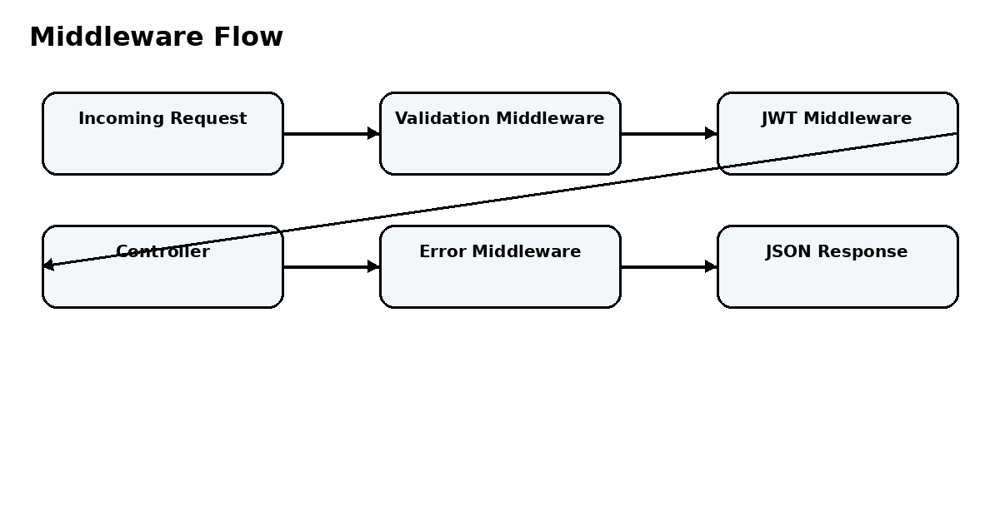 Middleware Flow
Incoming Request
Validation Middleware
JWT Middleware
Controller
Error Middleware
JSON Response